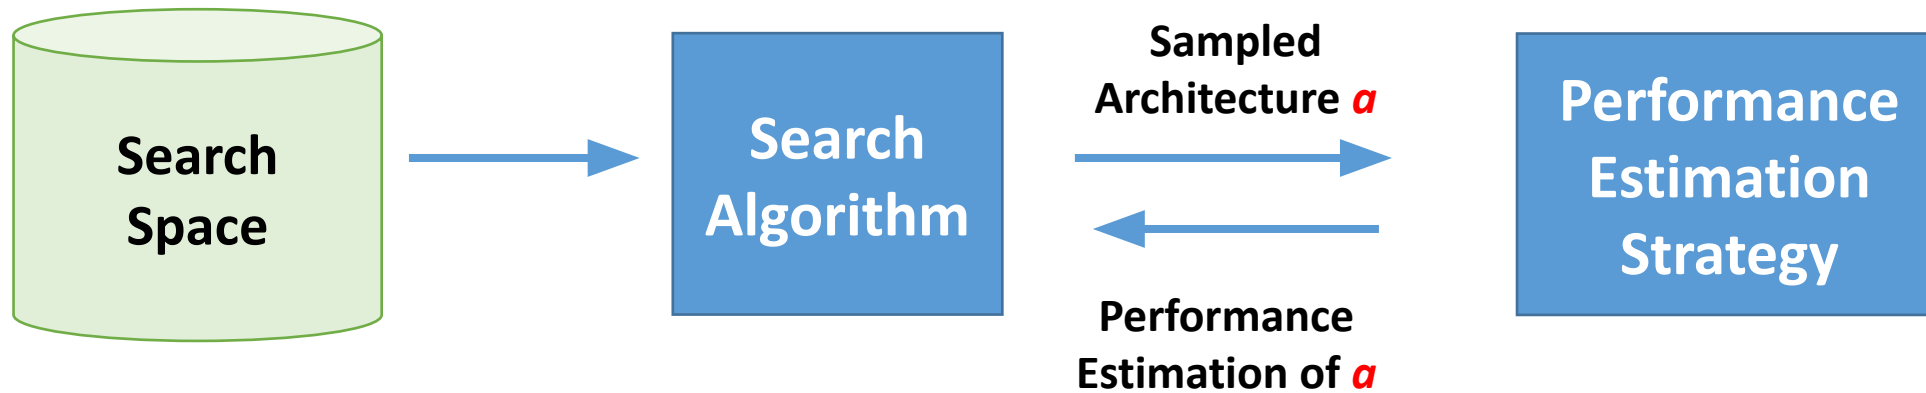 Search
Space
Search
Algorithm
Sampled
Architecture a
Performance
Estimation of a
Performance
Estimation
Strategy